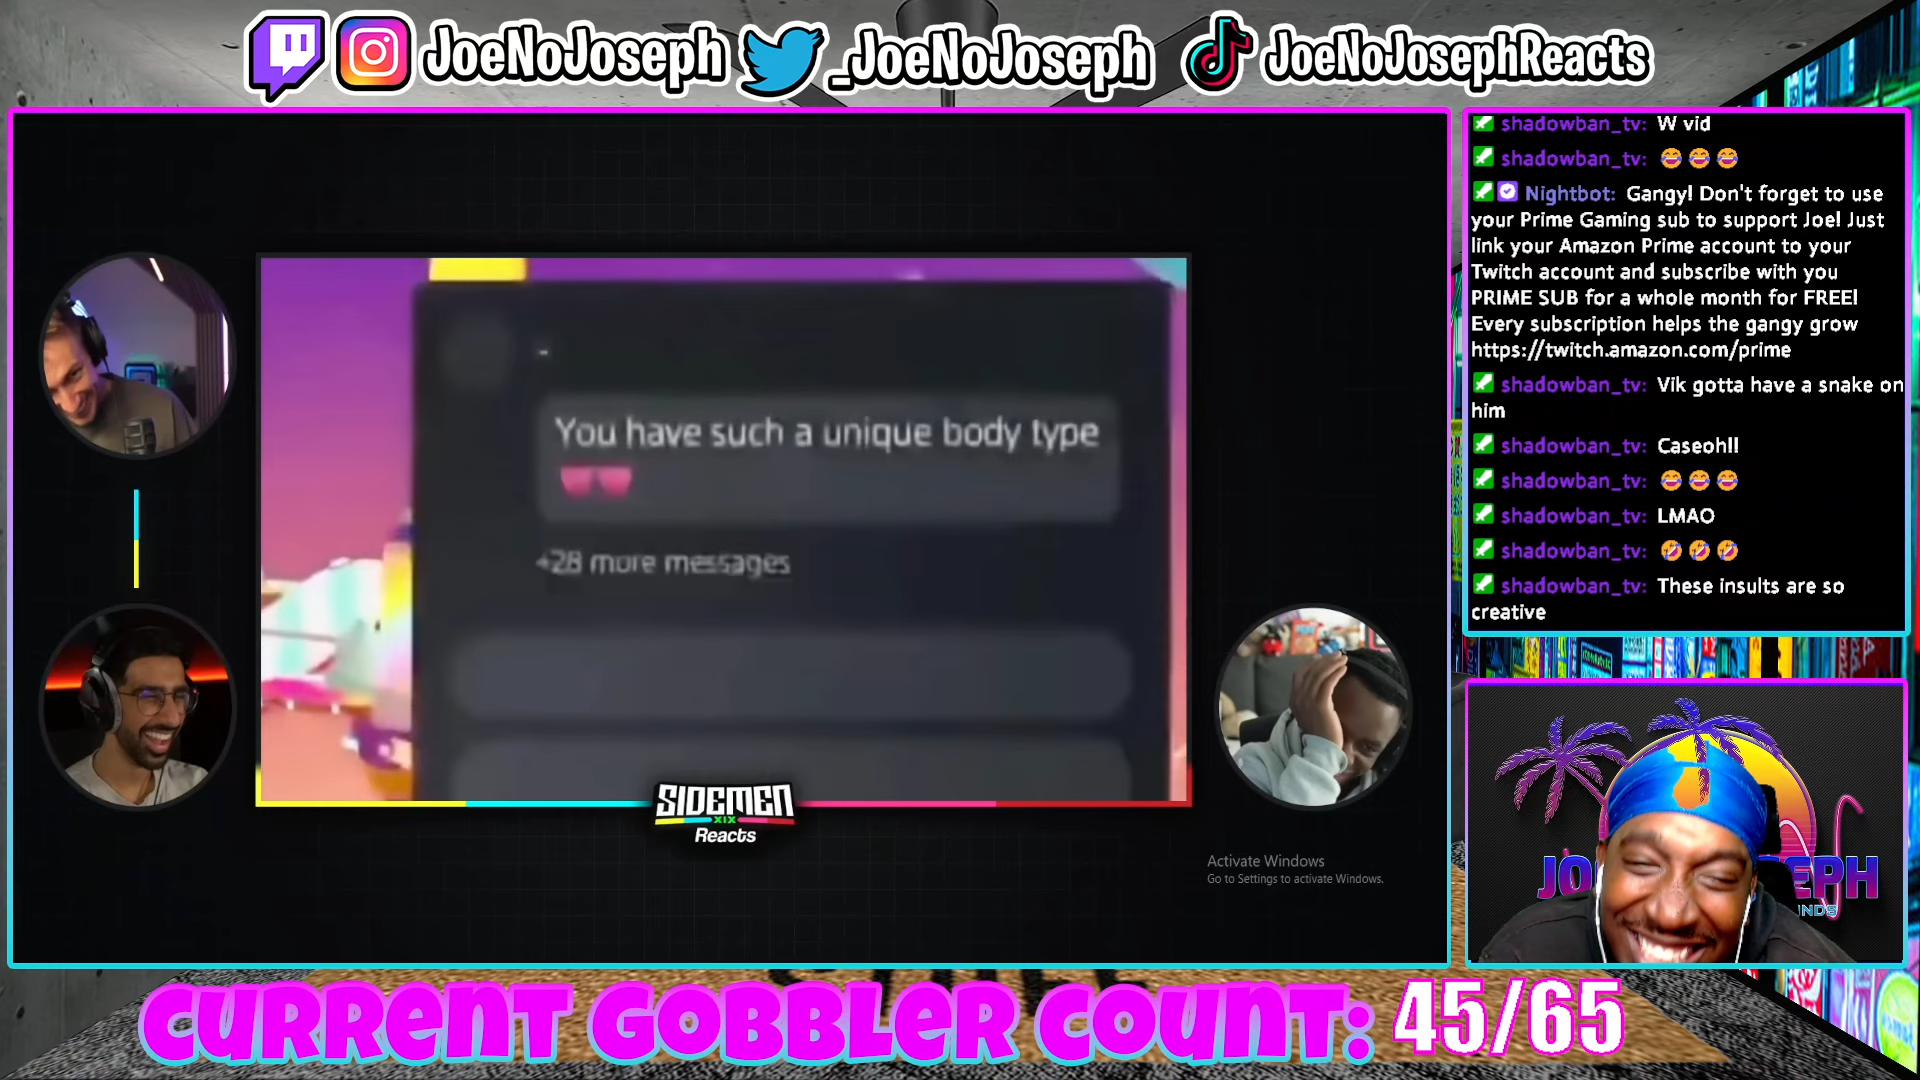 JoeNoJoseph _JoeNoJoseph JoeNoJosephReacts
shadowban_tv: W vid
shadowban_tv: 😂 😂 😂
Nightbot: Gangy! Don't forget to use
your Prime Gaming sub to support Joe! Just
link your Amazon Prime account to your
Twitch account and subscribe with you
PRIME SUB for a whole month for FREE!
Every subscription helps the gangy grow
https://twitch.amazon.com/prime
shadowban_tv: Vik gotta have a snake on
him
shadowban_tv: Caseoh!!
shadowban_tv: 😂 😂 😂
shadowban_tv: LMAO
shadowban_tv: 🤣 🤣 🤣
shadowban_tv: These insults are so
creative
You have such a unique body type
+28 more messages
SIDEMEN
XIX
Reacts
Activate Windows
Go to Settings to activate Windows.
CURRENT GOBBLER COUNT: 45/65